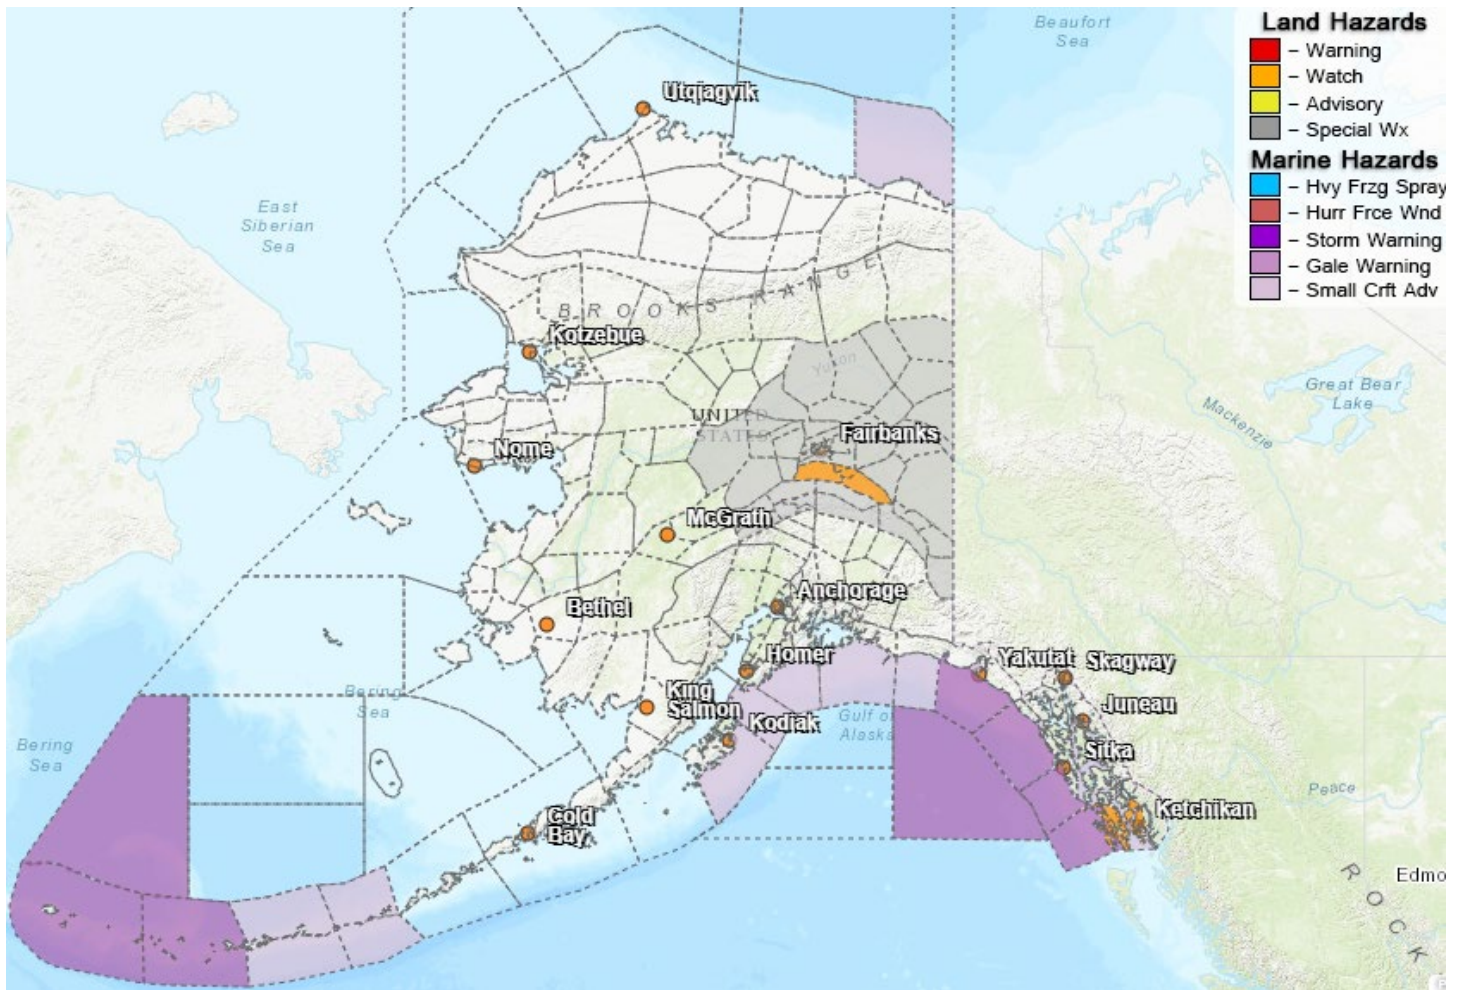 Land Hazards
– Warning
– Watch
– Advisory
– Special Wx
Marine Hazards
– Hvy Frzg Spray
– Hurr Frce Wnd
– Storm Warning
– Gale Warning
– Small Crft Adv
Beaufort
Sea
Utqiagvik
East
Siberian
Sea
BROOKS RANGE
Kotzebue
Yukon
Great Bear
Lake
Mackenzie
UNITED
STATES
Fairbanks
Nome
McGrath
Anchorage
Bethel
Homer
Yakutat
Skagway
King
Salmon
Bering
Sea
Kodiak
Gulf of
Alaska
Juneau
Sitka
Bering
Sea
Peace
Ketchikan
Cold
Bay
Edmo
ROCK